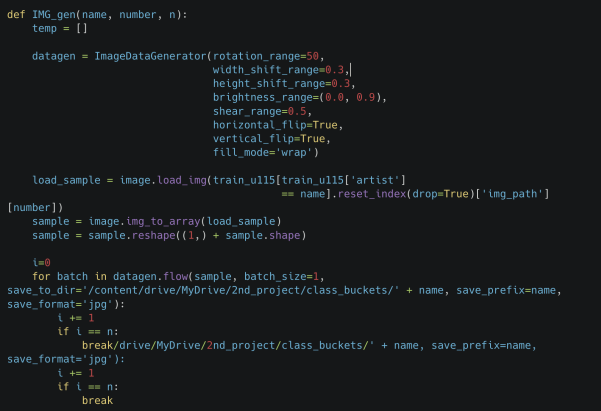 def IMG_gen(name, number, n):
    temp = []

    datagen = ImageDataGenerator(rotation_range=50,
                                 width_shift_range=0.3,
                                 height_shift_range=0.3,
                                 brightness_range=(0.0, 0.9),
                                 shear_range=0.5,
                                 horizontal_flip=True,
                                 vertical_flip=True,
                                 fill_mode='wrap')

    load_sample = image.load_img(train_u115[train_u115['artist']
                                            == name].reset_index(drop=True)['img_path']
[number])
    sample = image.img_to_array(load_sample)
    sample = sample.reshape((1,) + sample.shape)

    i=0
    for batch in datagen.flow(sample, batch_size=1,
save_to_dir='/content/drive/MyDrive/2nd_project/class_buckets/' + name, save_prefix=name,
save_format='jpg'):
        i += 1
        if i == n:
            break/drive/MyDrive/2nd_project/class_buckets/' + name, save_prefix=name,
save_format='jpg'):
        i += 1
        if i == n:
            break